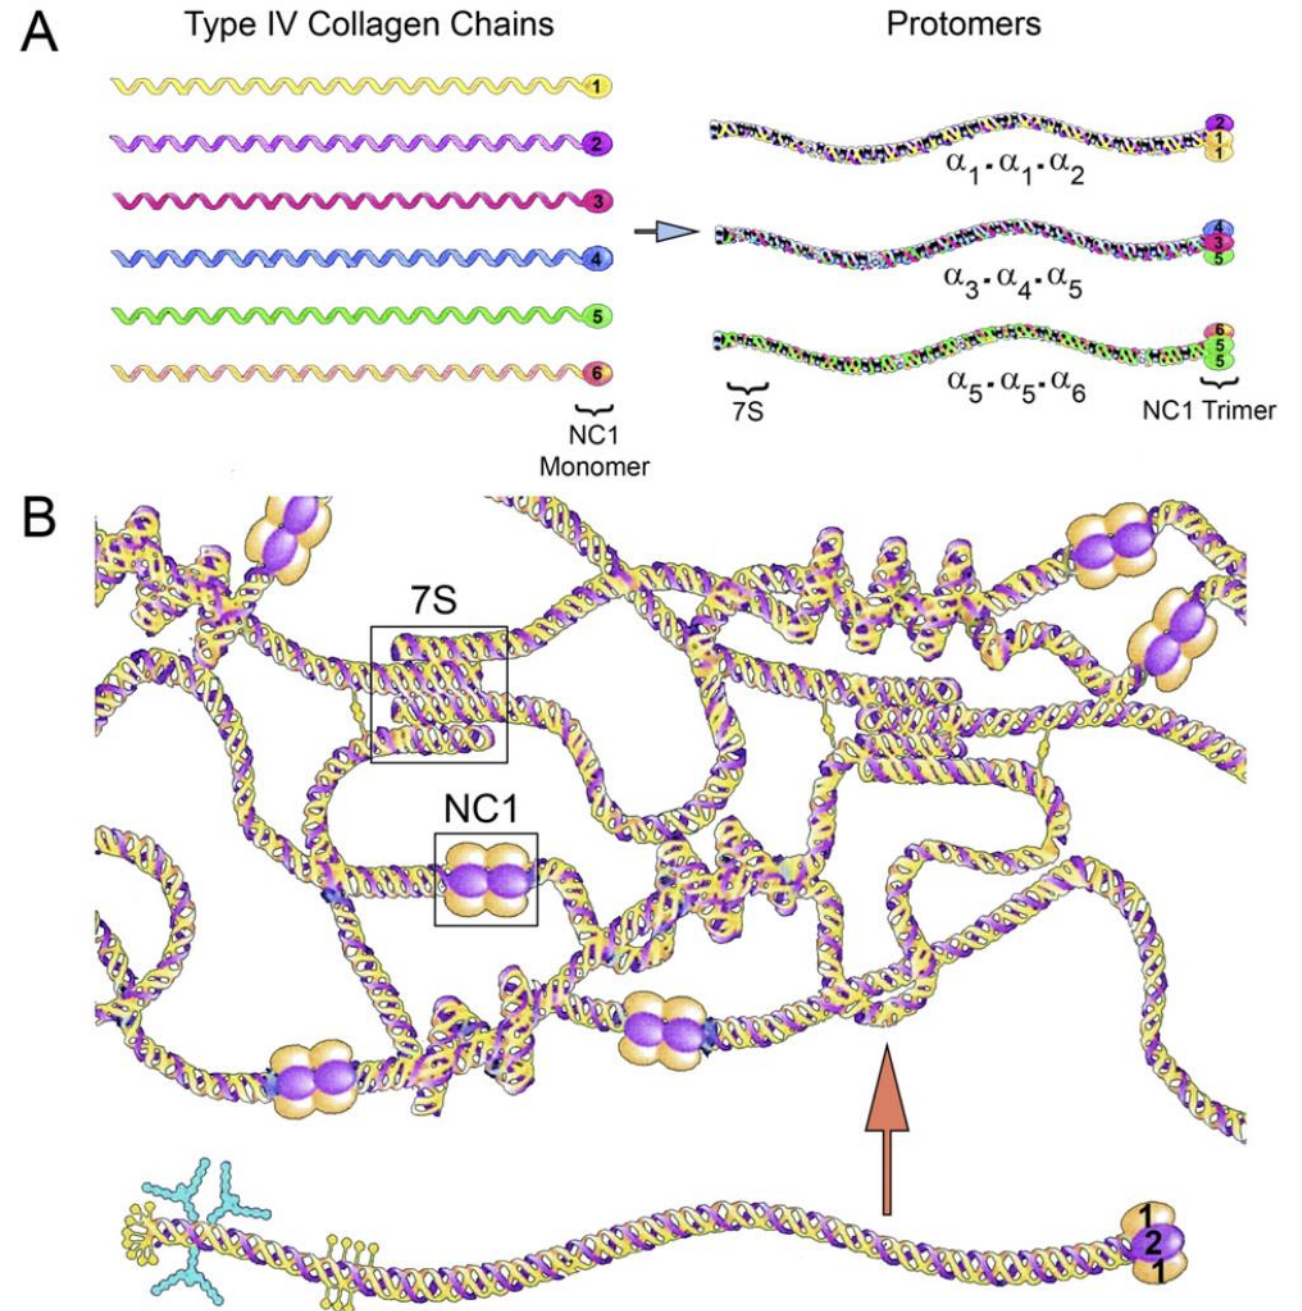 A
Type IV Collagen Chains
Protomers
1
2
3
4
5
6
NC1
Monomer
2
1
1
α₁.α₁.α₂
4
3
5
α₃.α₄.α₅
6
5
5
α₅.α₅.α₆
7S
NC1 Trimer
B
7S
NC1
1
2
1